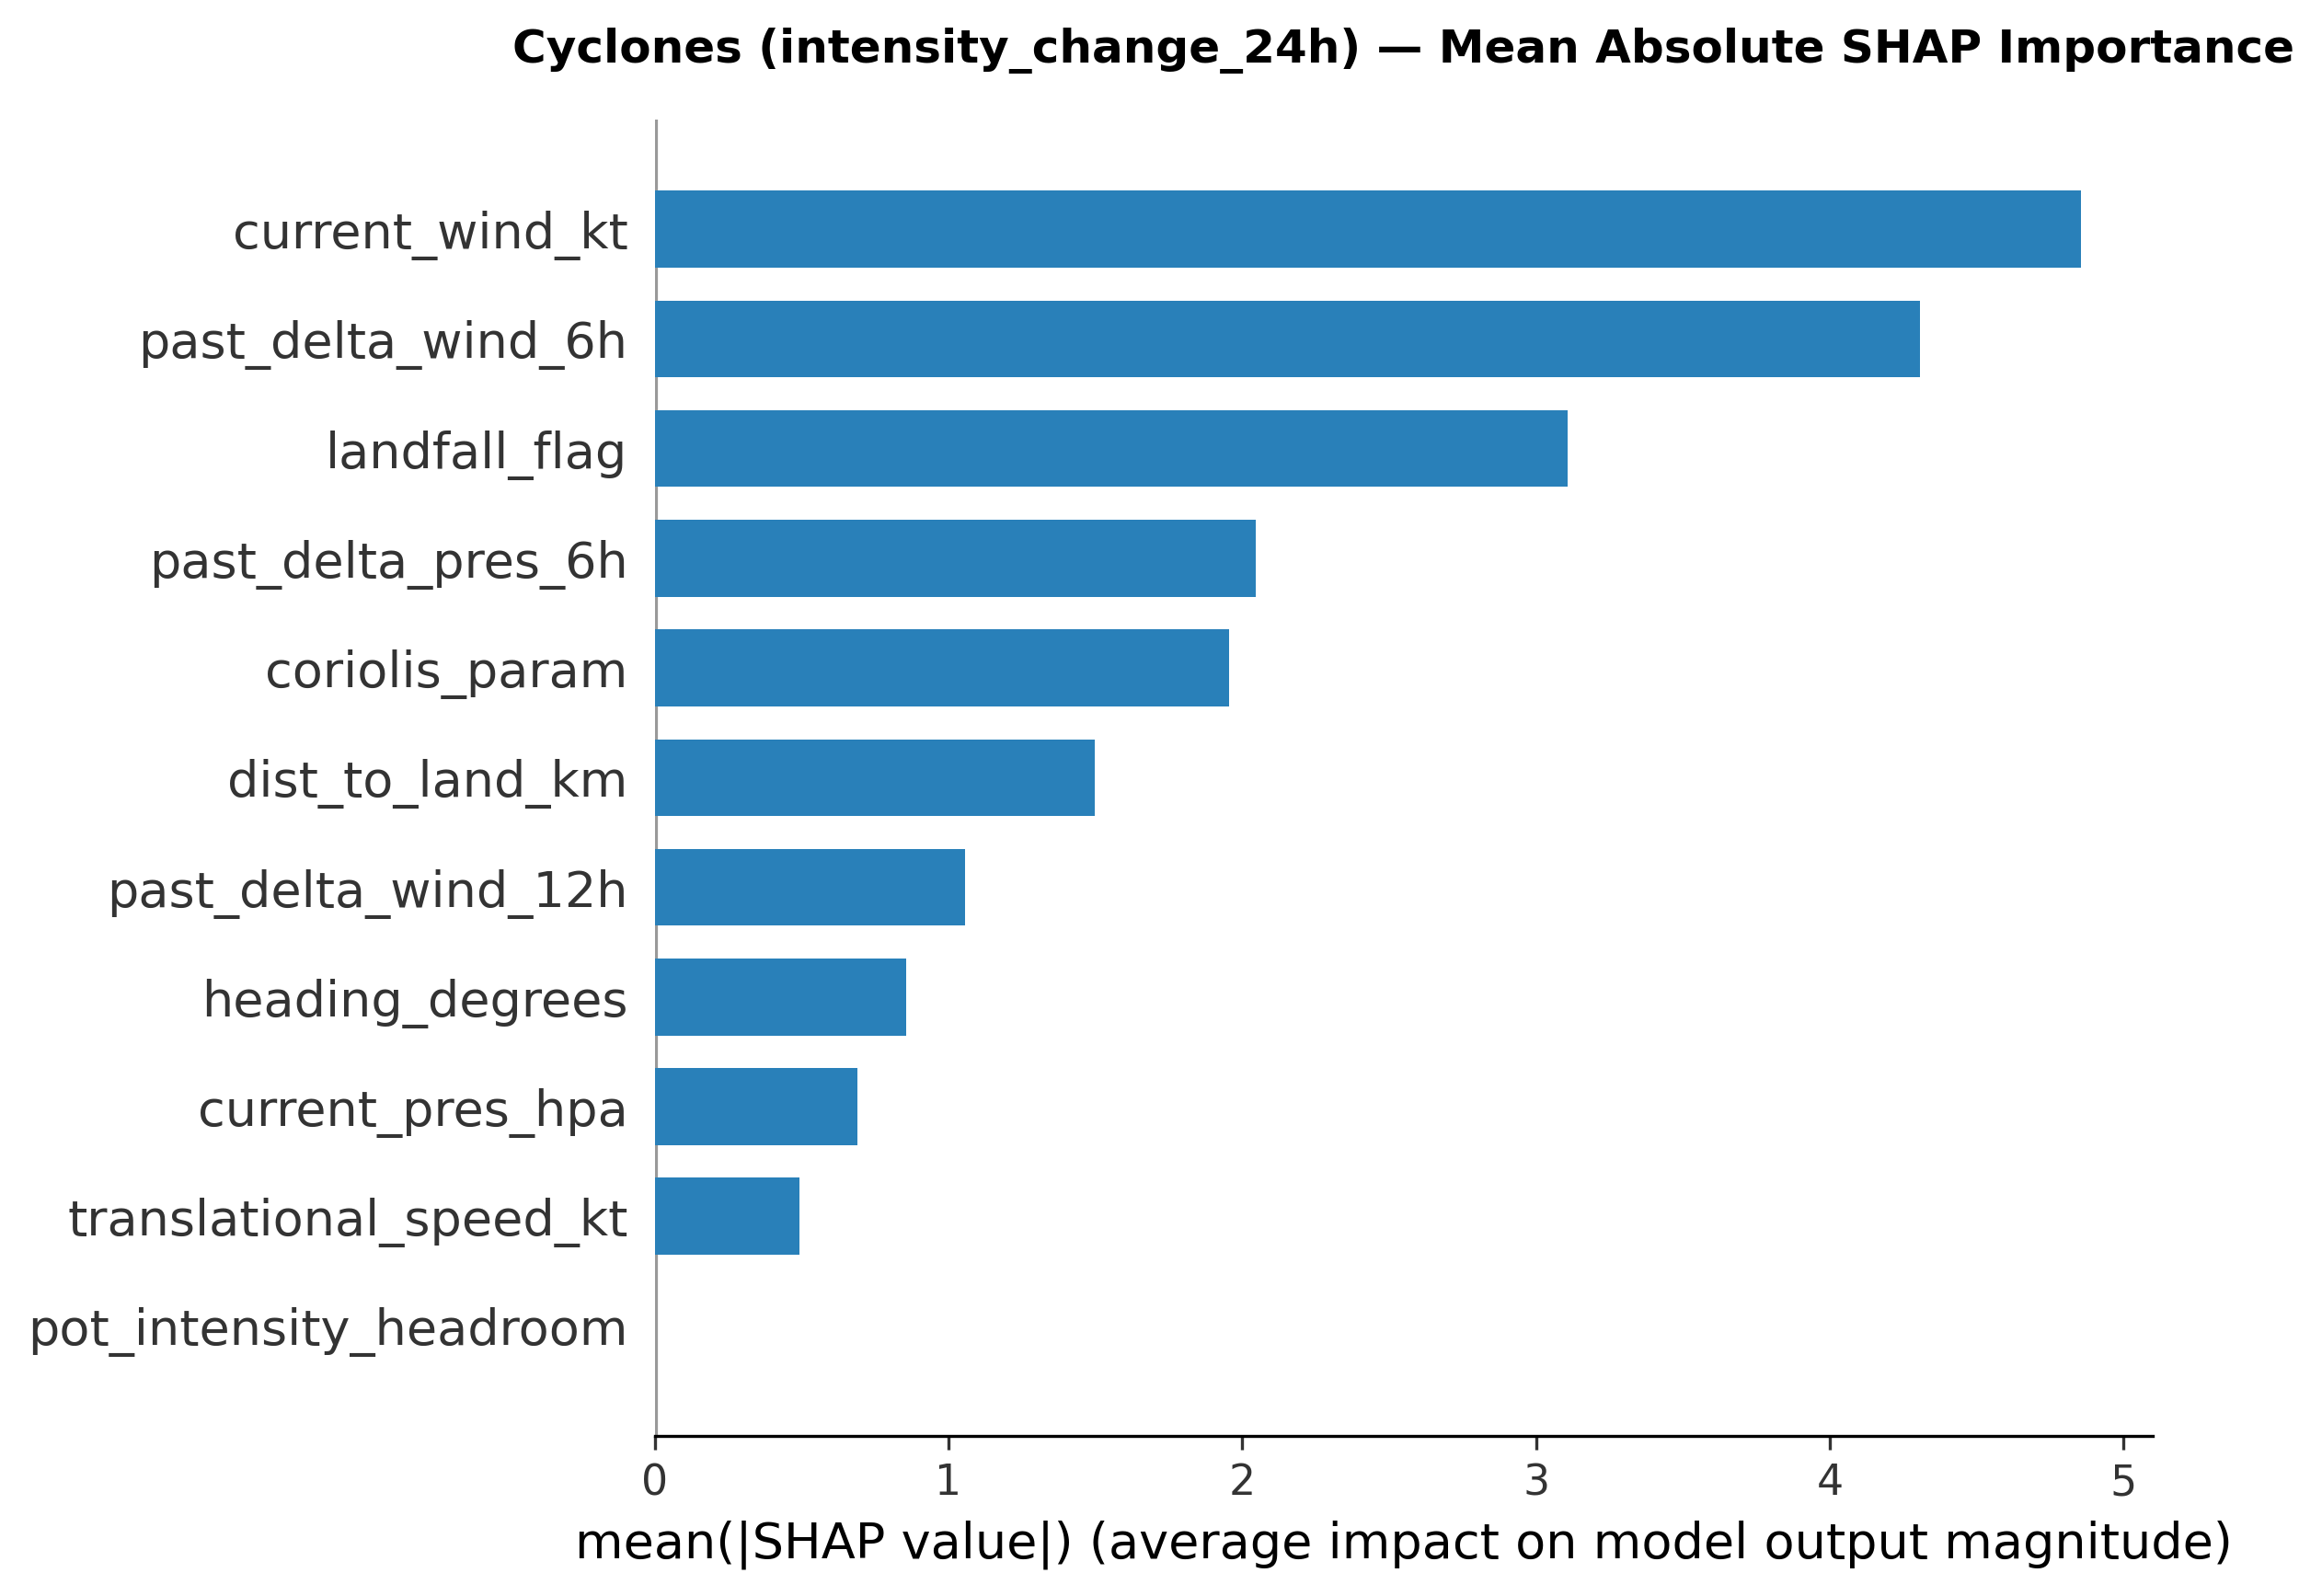 Cyclones (intensity_change_24h) — Mean Absolute SHAP Importance
current_wind_kt
past_delta_wind_6h
landfall_flag
past_delta_pres_6h
coriolis_param
dist_to_land_km
past_delta_wind_12h
heading_degrees
current_pres_hpa
translational_speed_kt
pot_intensity_headroom
0 1 2 3 4 5
mean(|SHAP value|) (average impact on model output magnitude)